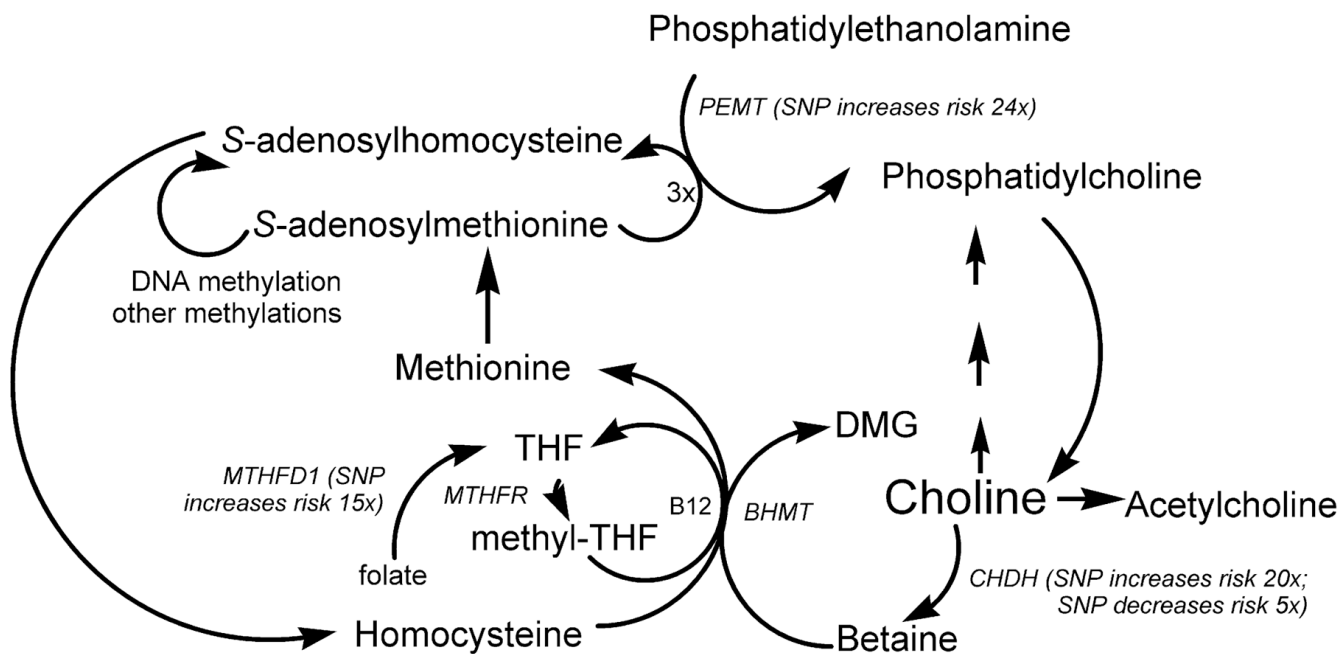 Phosphatidylethanolamine
PEMT (SNP increases risk 24x)
S-adenosylhomocysteine
Phosphatidylcholine
3x
S-adenosylmethionine
DNA methylation
other methylations
Methionine
DMG
THF
MTHFD1 (SNP
increases risk 15x)
MTHFR
B12
BHMT
Choline
Acetylcholine
methyl-THF
folate
CHDH (SNP increases risk 20x;
SNP decreases risk 5x)
Homocysteine
Betaine